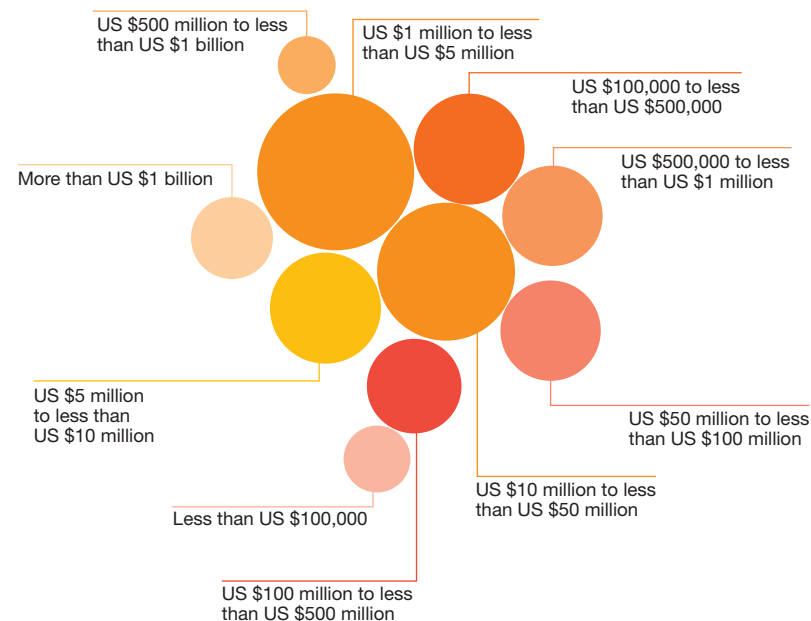 US $500 million to less
than US $1 billion
US $1 million to less
than US $5 million
US $100,000 to less
than US $500,000
US $500,000 to less
than US $1 million
More than US $1 billion
US $5 million
to less than
US $10 million
US $50 million to less
than US $100 million
US $10 million to less
than US $50 million
Less than US $100,000
US $100 million to less
than US $500 million